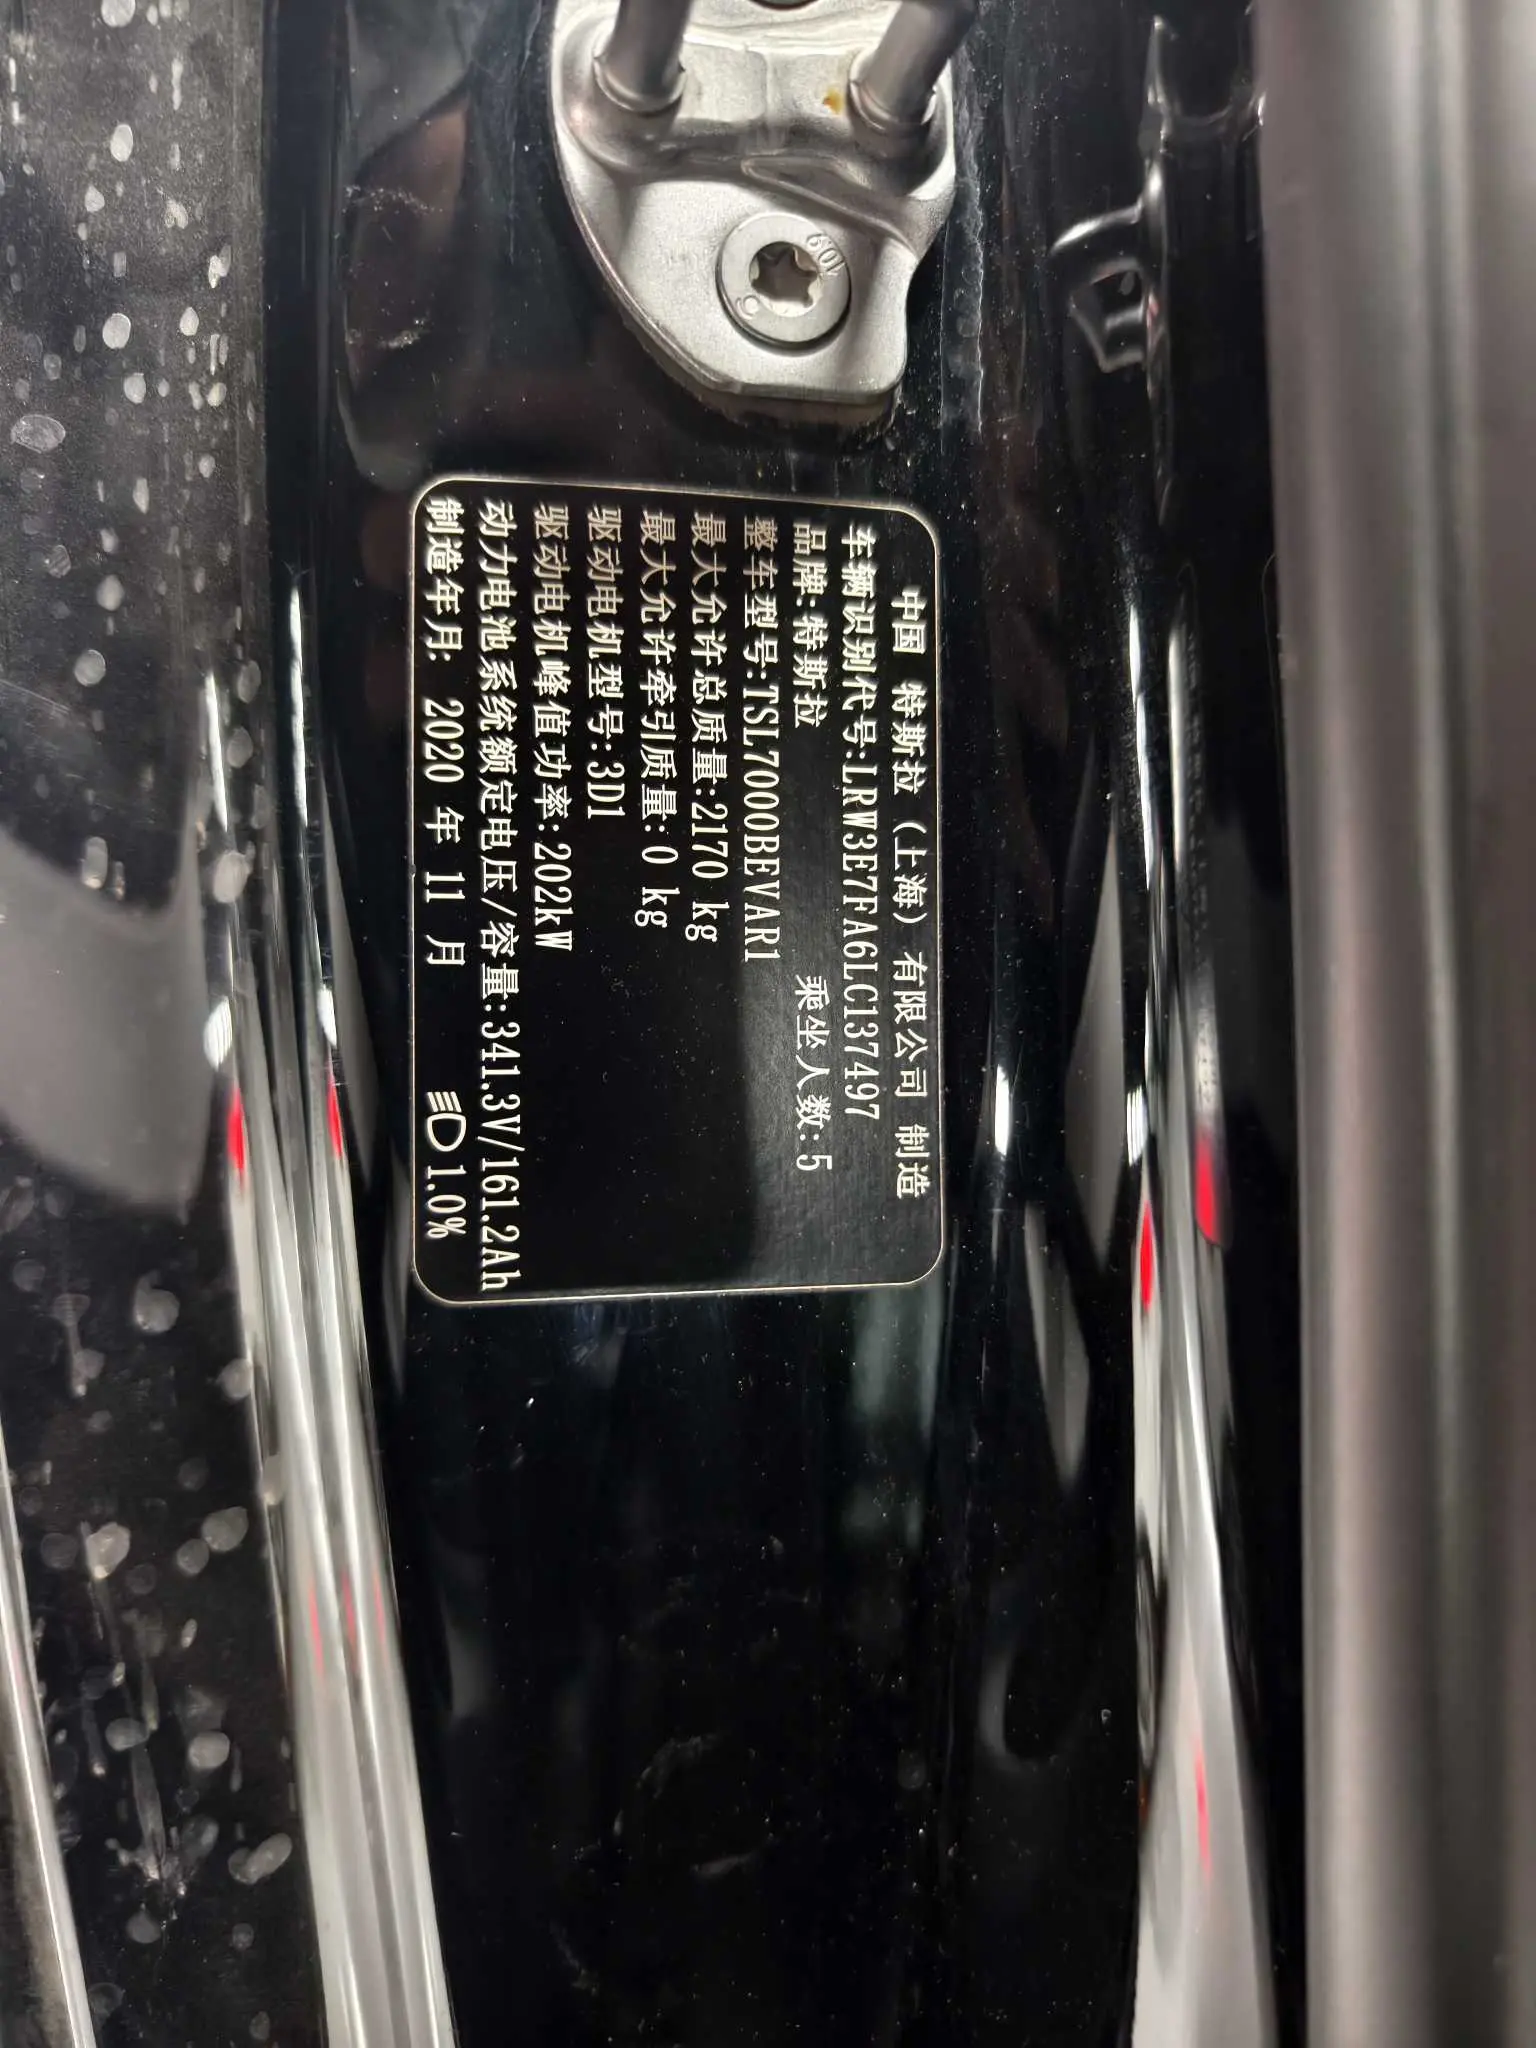 中国 特斯拉（上海）有限公司 制造
车辆识别代号:LRW3E7FA6LC137497
品牌:特斯拉 乘坐人数:5
整车型号:TSL7000BEVAR1
最大允许总质量:2170 kg
最大允许牵引质量:0 kg
驱动电机型号:3D1
驱动电机峰值功率:202kW
动力电池系统额定电压/容量:341.3V/161.2Ah
制造年月: 2020 年 11 月 1.0%
10.9